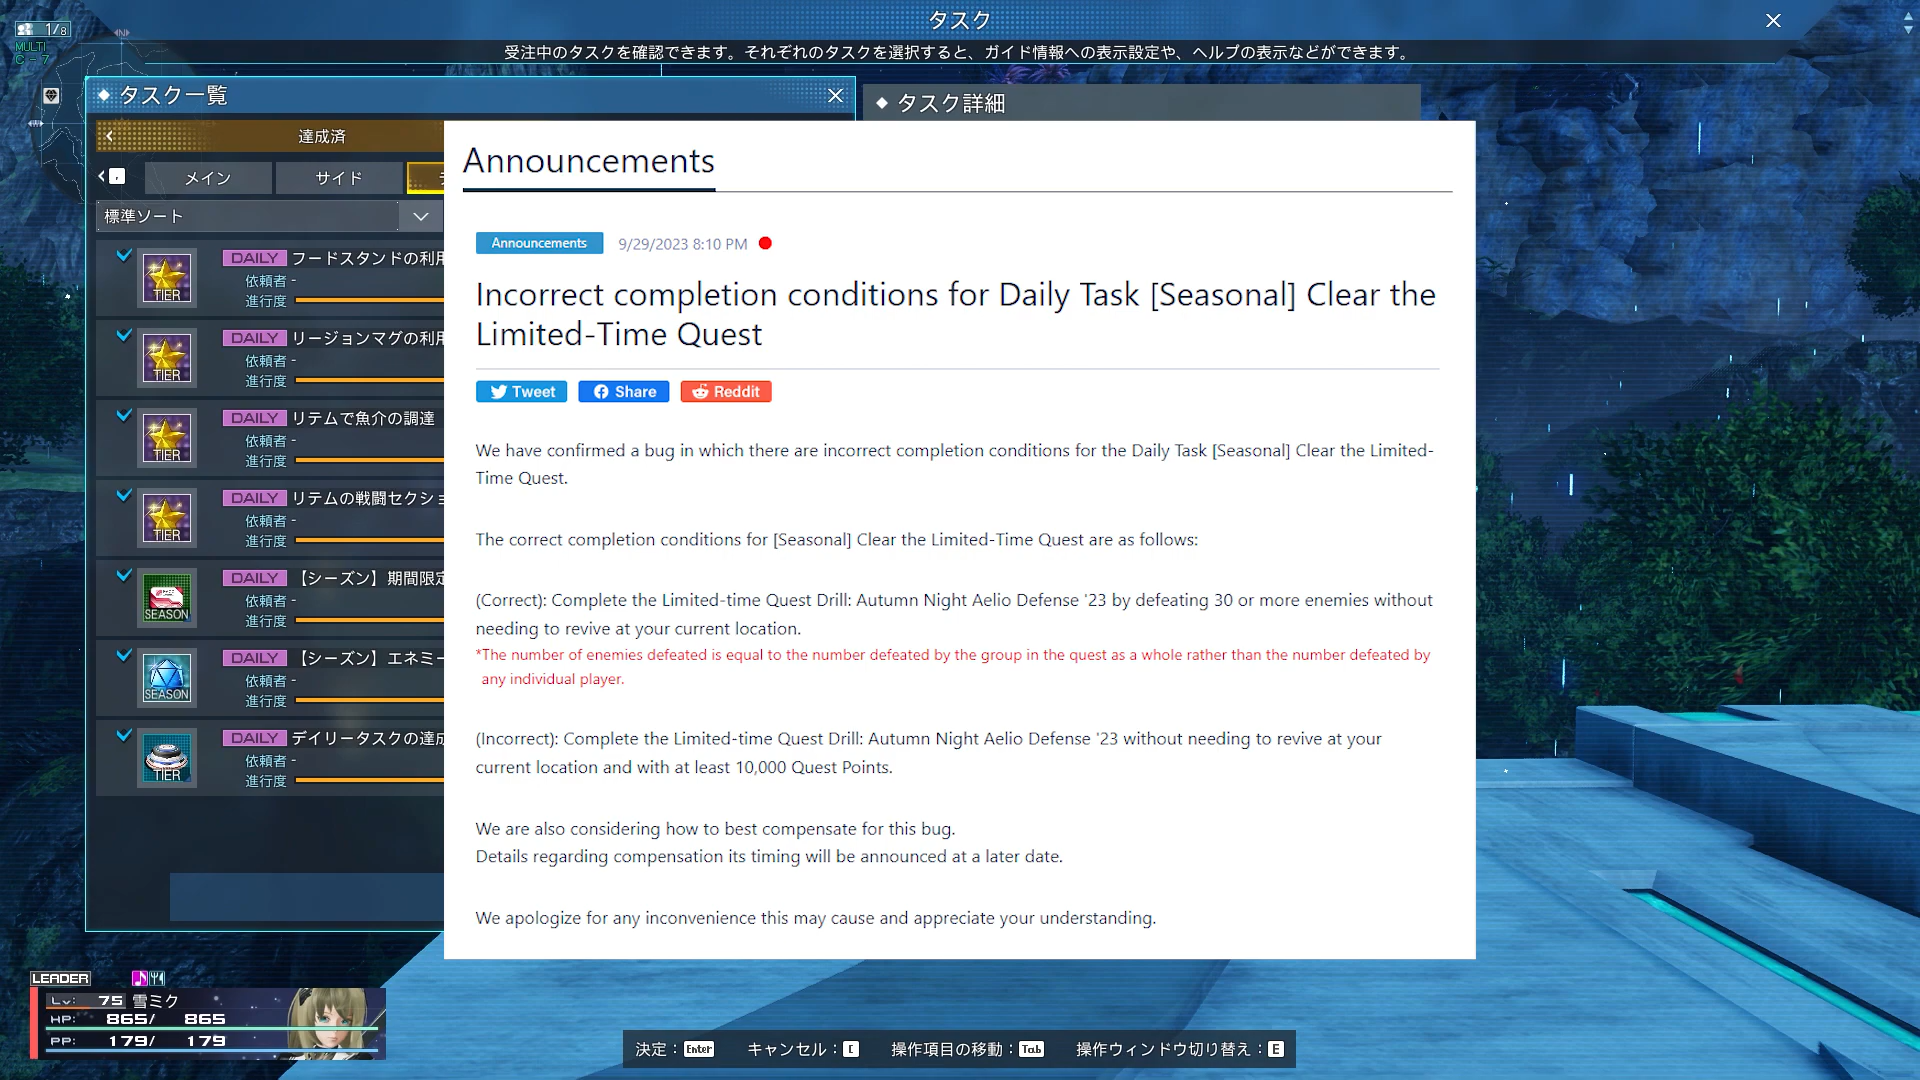 1/8
MULTI
C-7
N
タスク
受注中のタスクを確認できます。それぞれのタスクを選択すると、ガイド情報への表示設定や、ヘルプの表示などができます。
タスク一覧
タスク詳細
達成済
メイン
サイド
標準ソート
TIER
DAILY フードスタンドの利用
依頼者 -
進行度
TIER
DAILY リージョンマグの利用
依頼者 -
進行度
TIER
DAILY リテムで魚介の調達
依頼者 -
進行度
TIER
DAILY リテムの戦闘セクショ
依頼者 -
進行度
SEASON
DAILY 【シーズン】期間限定
依頼者 -
進行度
SEASON
DAILY 【シーズン】エネミー
依頼者 -
進行度
TIER
DAILY デイリータスクの達成
依頼者 -
進行度
Announcements
Announcements 9/29/2023 8:10 PM
Incorrect completion conditions for Daily Task [Seasonal] Clear the
Limited-Time Quest
Tweet Share Reddit
We have confirmed a bug in which there are incorrect completion conditions for the Daily Task [Seasonal] Clear the Limited-
Time Quest.
The correct completion conditions for [Seasonal] Clear the Limited-Time Quest are as follows:
(Correct): Complete the Limited-time Quest Drill: Autumn Night Aelio Defense '23 by defeating 30 or more enemies without
needing to revive at your current location.
*The number of enemies defeated is equal to the number defeated by the group in the quest as a whole rather than the number defeated by
any individual player.
(Incorrect): Complete the Limited-time Quest Drill: Autumn Night Aelio Defense '23 without needing to revive at your
current location and with at least 10,000 Quest Points.
We are also considering how to best compensate for this bug.
Details regarding compensation its timing will be announced at a later date.
We apologize for any inconvenience this may cause and appreciate your understanding.
LEADER
Lv: 75 雪ミク
HP: 865/ 865
PP: 179/ 179
決定：Enter キャンセル：C 操作項目の移動：Tab 操作ウィンドウ切り替え：E